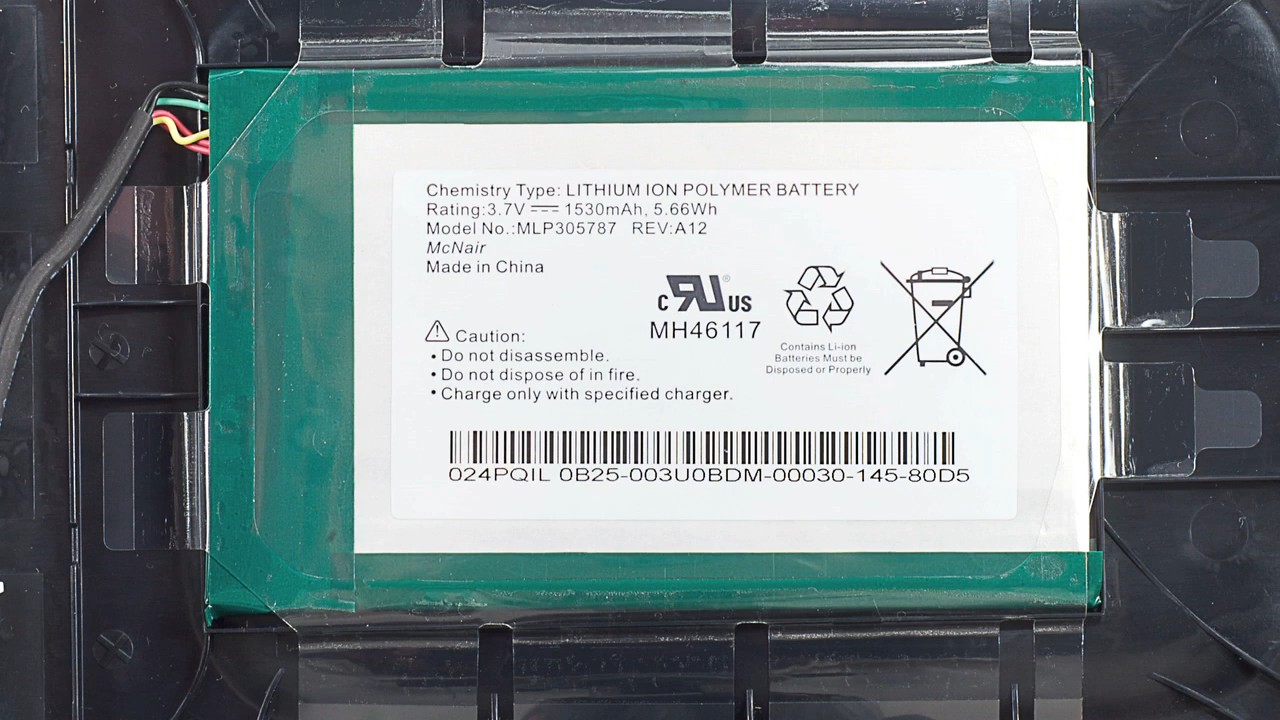 Chemistry Type: LITHIUM ION POLYMER BATTERY
Rating:3.7V ⎓ 1530mAh, 5.66Wh
Model No.:MLP305787 REV:A12
McNair
Made in China
c RU ® US
MH46117
Contains Li-ion
Batteries Must be
Disposed or Properly
Caution:
• Do not disassemble.
• Do not dispose of in fire.
• Charge only with specified charger.
024PQIL 0B25-003U0BDM-00030-145-80D5